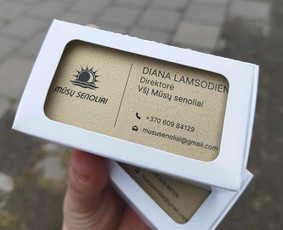 MŪSŲ SENOLIAI
DIANA LAMSODIEN
Direktorė
VšĮ Mūsų senoliai
+370 609 84129
mususenoliai@gmail.com